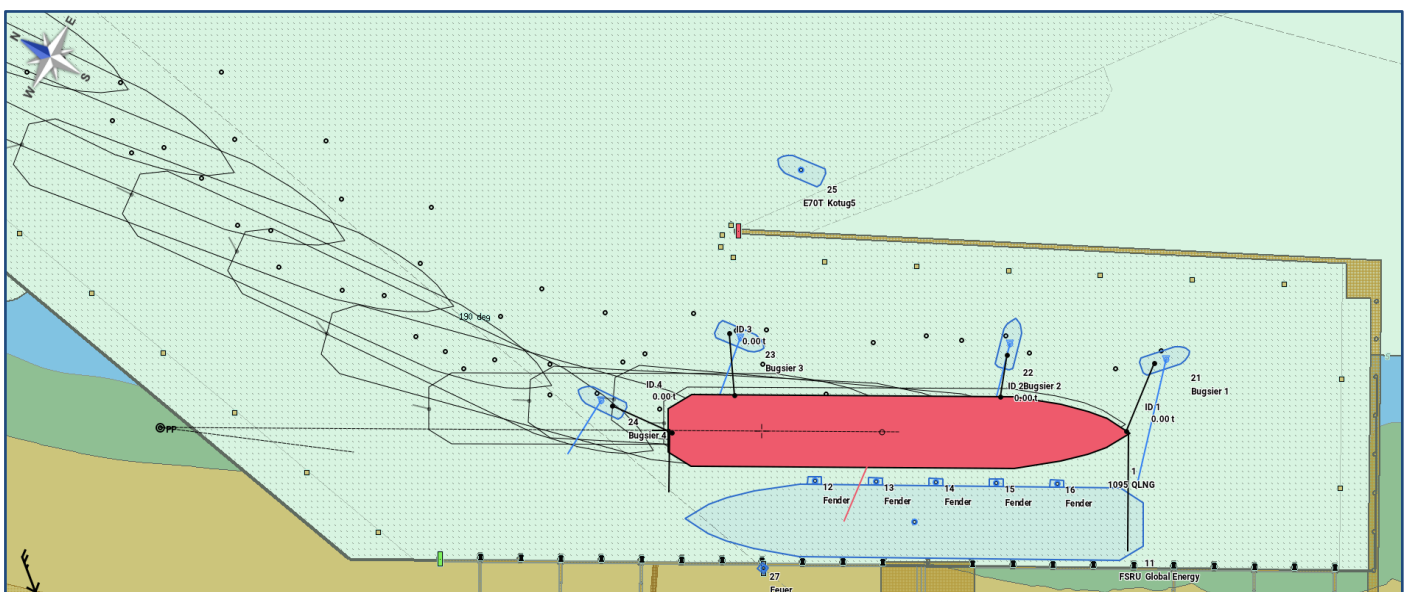 E
N
S
W
25
E70T Kotug5
190 deg
ID 3
0.00 t
23
Bugsier 3
22
ID 2 Bugsier 2
0.00 t
21
Bugsier 1
ID 4
0.00 t
ID 1
0.00 t
24
Bugsier 4
PP
1
1095 QLNG
12
Fender
13
Fender
14
Fender
15
Fender
16
Fender
11
FSRU Global Energy
27
Feuer